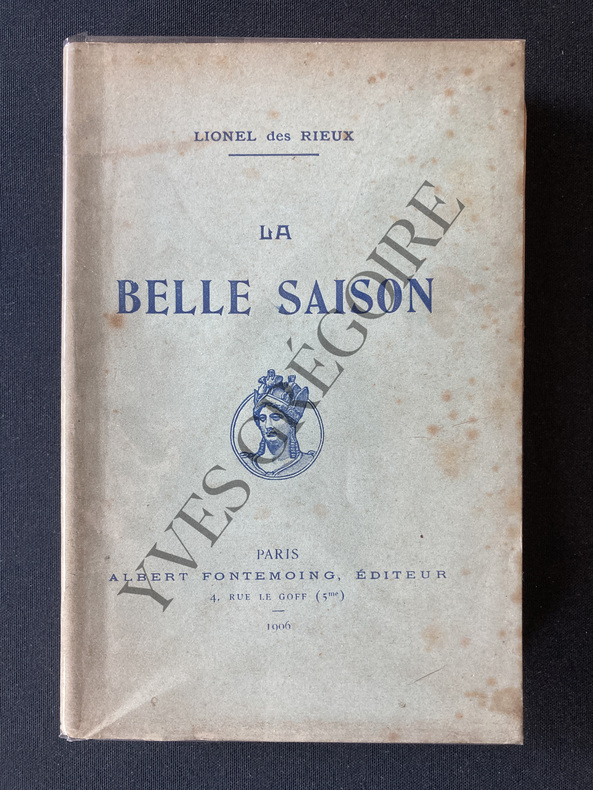 LIONEL des RIEUX
LA
BELLE SAISON
YVES GRÉGOIRE
PARIS
ALBERT FONTEMOING, ÉDITEUR
4, RUE LE GOFF (5me)
1906